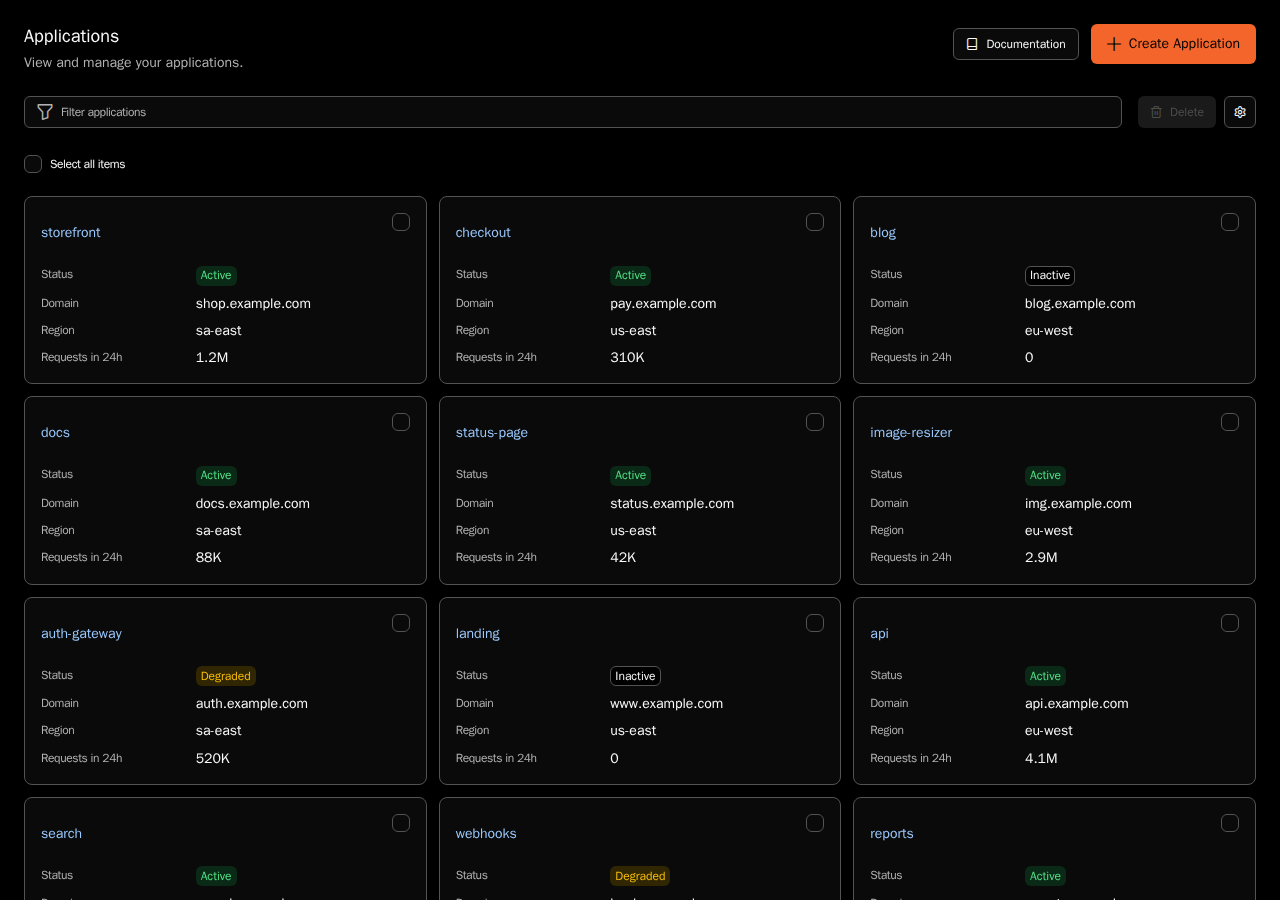 Applications
View and manage your applications.
Documentation
Create Application
Filter applications
Delete
Select all items
storefront
Status Active
Domain shop.example.com
Region sa-east
Requests in 24h 1.2M
checkout
Status Active
Domain pay.example.com
Region us-east
Requests in 24h 310K
blog
Status Inactive
Domain blog.example.com
Region eu-west
Requests in 24h 0
docs
Status Active
Domain docs.example.com
Region sa-east
Requests in 24h 88K
status-page
Status Active
Domain status.example.com
Region us-east
Requests in 24h 42K
image-resizer
Status Active
Domain img.example.com
Region eu-west
Requests in 24h 2.9M
auth-gateway
Status Degraded
Domain auth.example.com
Region sa-east
Requests in 24h 520K
landing
Status Inactive
Domain www.example.com
Region us-east
Requests in 24h 0
api
Status Active
Domain api.example.com
Region eu-west
Requests in 24h 4.1M
search
Status Active
webhooks
Status Degraded
reports
Status Active